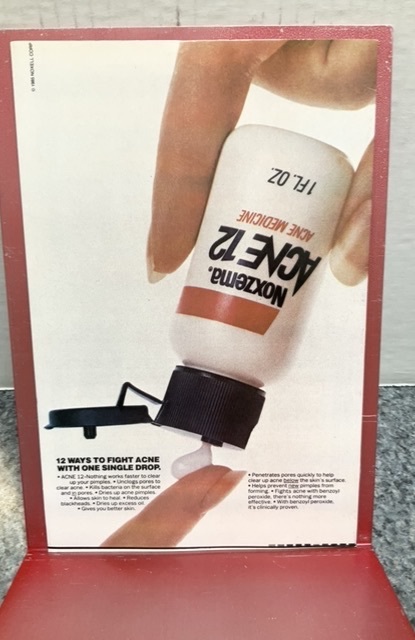 © 1985 NOXELL CORP.
1 FL. OZ.
ACNE MEDICINE
ACNE 12
Noxzema.
12 WAYS TO FIGHT ACNE
WITH ONE SINGLE DROP.
• ACNE 12-Nothing works faster to clear
up your pimples. • Unclogs pores to
clear acne. • Kills bacteria on the surface
and in pores. • Dries up acne pimples.
• Allows skin to heal. • Reduces
blackheads. • Dries up excess oil.
• Gives you better skin.
• Penetrates pores quickly to help
clear up acne below the skin's surface.
• Helps prevent new pimples from
forming. • Fights acne with benzoyl
peroxide, there's nothing more
effective. • With benzoyl peroxide,
it's clinically proven.